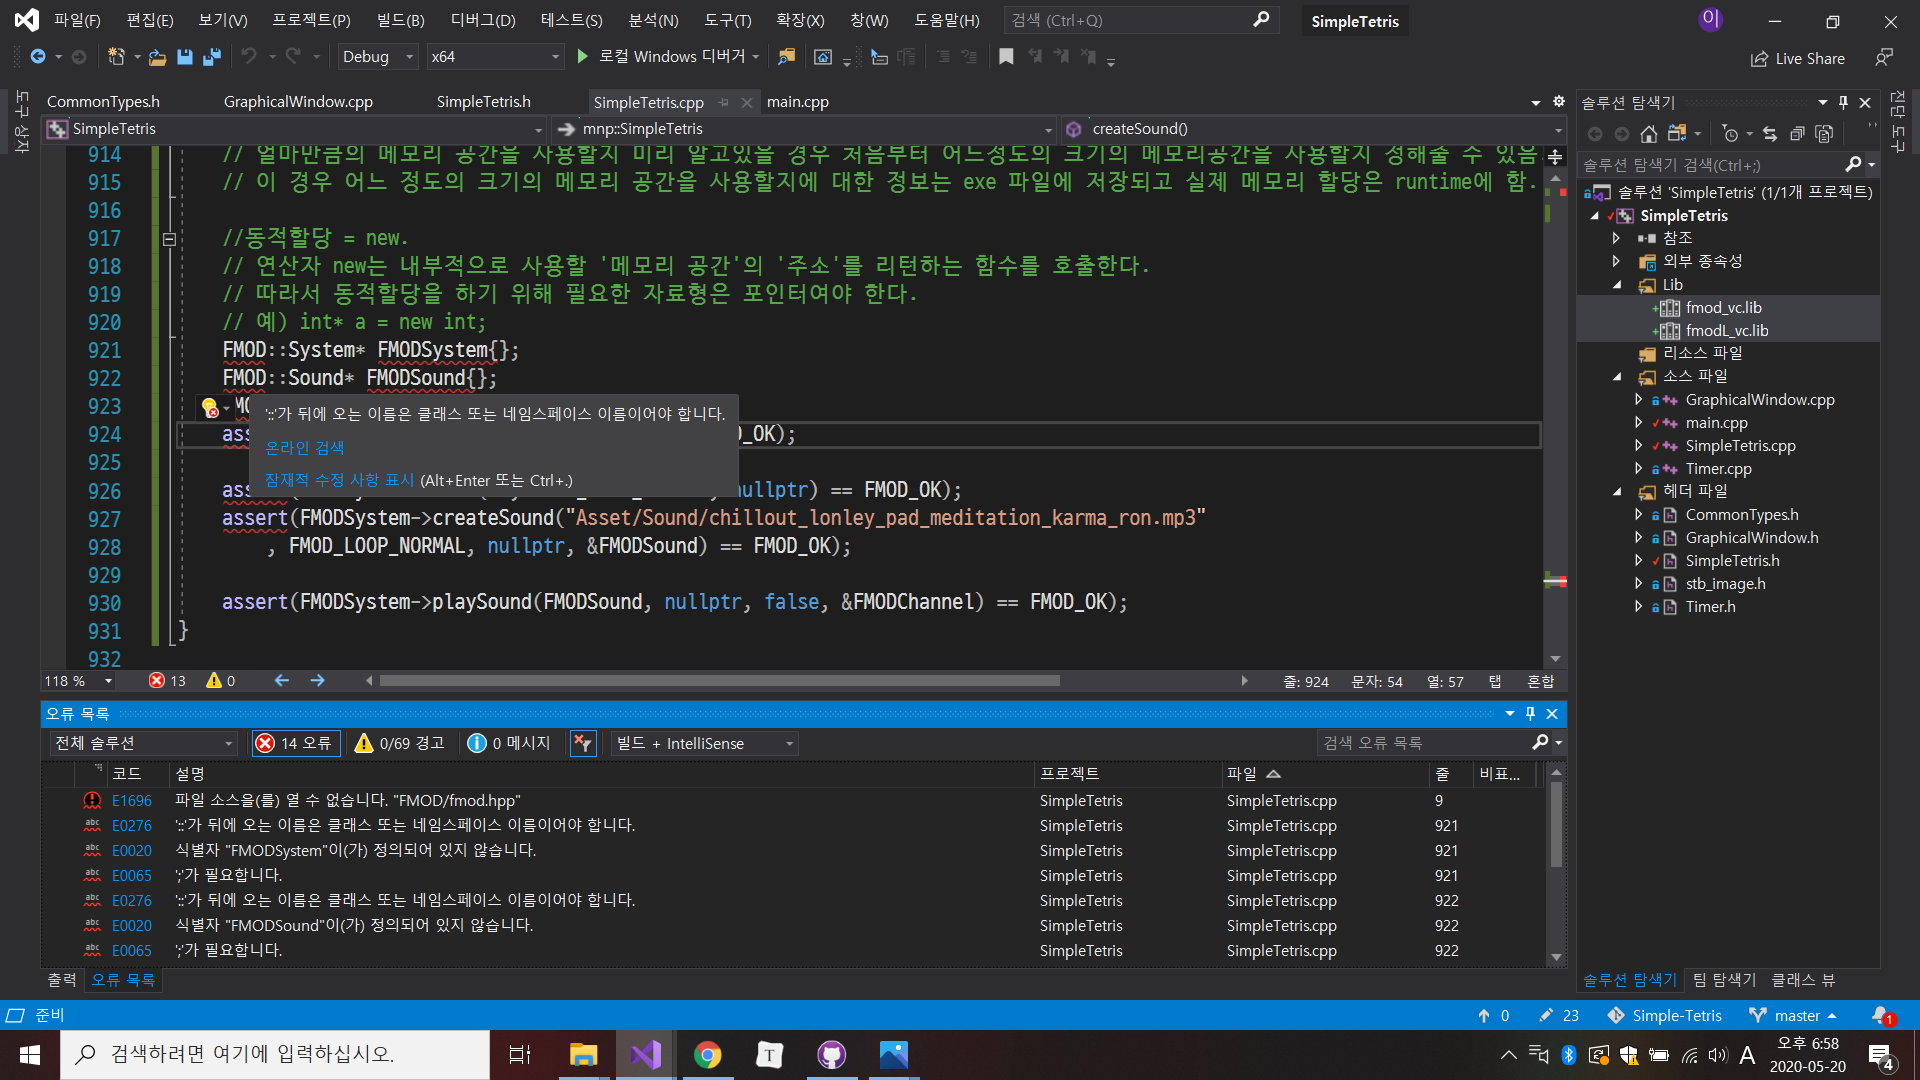 파일(F) 편집(E) 보기(V) 프로젝트(P) 빌드(B) 디버그(D) 테스트(S) 분석(N) 도구(T) 확장(X) 창(W) 도움말(H) 검색 (Ctrl+Q) SimpleTetris 이
Debug x64 로컬 Windows 디버거 Live Share
도구 상자
CommonTypes.h GraphicalWindow.cpp SimpleTetris.h SimpleTetris.cpp main.cpp
SimpleTetris mnp::SimpleTetris createSound()
914 // 얼마만큼의 메모리 공간을 사용할지 미리 알고있을 경우 처음부터 어느정도의 크기의 메모리공간을 사용할지 정해줄 수 있음.
915 // 이 경우 어느 정도의 크기의 메모리 공간을 사용할지에 대한 정보는 exe 파일에 저장되고 실제 메모리 할당은 runtime에 함.
916
917 //동적할당 = new.
918 // 연산자 new는 내부적으로 사용할 '메모리 공간'의 '주소'를 리턴하는 함수를 호출한다.
919 // 따라서 동적할당을 하기 위해 필요한 자료형은 포인터여야 한다.
920 // 예) int* a = new int;
921 FMOD::System* FMODSystem{};
922 FMOD::Sound* FMODSound{};
923
'::'가 뒤에 오는 이름은 클래스 또는 네임스페이스 이름이어야 합니다.
924 ass D_OK);
온라인 검색
925
잠재적 수정 사항 표시 (Alt+Enter 또는 Ctrl+.)
926 ass nullptr) == FMOD_OK);
927 assert(FMODSystem->createSound("Asset/Sound/chillout_lonley_pad_meditation_karma_ron.mp3"
928 , FMOD_LOOP_NORMAL, nullptr, &FMODSound) == FMOD_OK);
929
930 assert(FMODSystem->playSound(FMODSound, nullptr, false, &FMODChannel) == FMOD_OK);
931 }
932
118 % 13 0 줄: 924 문자: 54 열: 57 탭 혼합
오류 목록
전체 솔루션 14 오류 0/69 경고 0 메시지 빌드 + IntelliSense 검색 오류 목록
코드 설명 프로젝트 파일 줄 비표...
E1696 파일 소스을(를) 열 수 없습니다. "FMOD/fmod.hpp" SimpleTetris SimpleTetris.cpp 9
E0276 '::'가 뒤에 오는 이름은 클래스 또는 네임스페이스 이름이어야 합니다. SimpleTetris SimpleTetris.cpp 921
E0020 식별자 "FMODSystem"이(가) 정의되어 있지 않습니다. SimpleTetris SimpleTetris.cpp 921
E0065 ';'가 필요합니다. SimpleTetris SimpleTetris.cpp 921
E0276 '::'가 뒤에 오는 이름은 클래스 또는 네임스페이스 이름이어야 합니다. SimpleTetris SimpleTetris.cpp 922
E0020 식별자 "FMODSound"이(가) 정의되어 있지 않습니다. SimpleTetris SimpleTetris.cpp 922
E0065 ';'가 필요합니다. SimpleTetris SimpleTetris.cpp 922
출력 오류 목록
솔루션 탐색기
솔루션 탐색기 검색(Ctrl+;)
솔루션 'SimpleTetris' (1/1개 프로젝트)
SimpleTetris
참조
외부 종속성
Lib
fmod_vc.lib
fmodL_vc.lib
리소스 파일
소스 파일
GraphicalWindow.cpp
main.cpp
SimpleTetris.cpp
Timer.cpp
헤더 파일
CommonTypes.h
GraphicalWindow.h
SimpleTetris.h
stb_image.h
Timer.h
솔루션 탐색기 팀 탐색기 클래스 뷰
진단 도구
준비 0 23 Simple-Tetris master 1
검색하려면 여기에 입력하십시오. T A 오후 6:58
2020-05-20 4